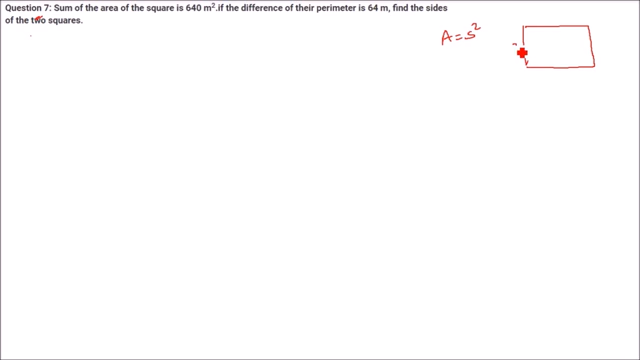 Question 7: Sum of the area of the square is 640 m².if the difference of their perimeter is 64 m, find the sides
of the two squares.
A=s²